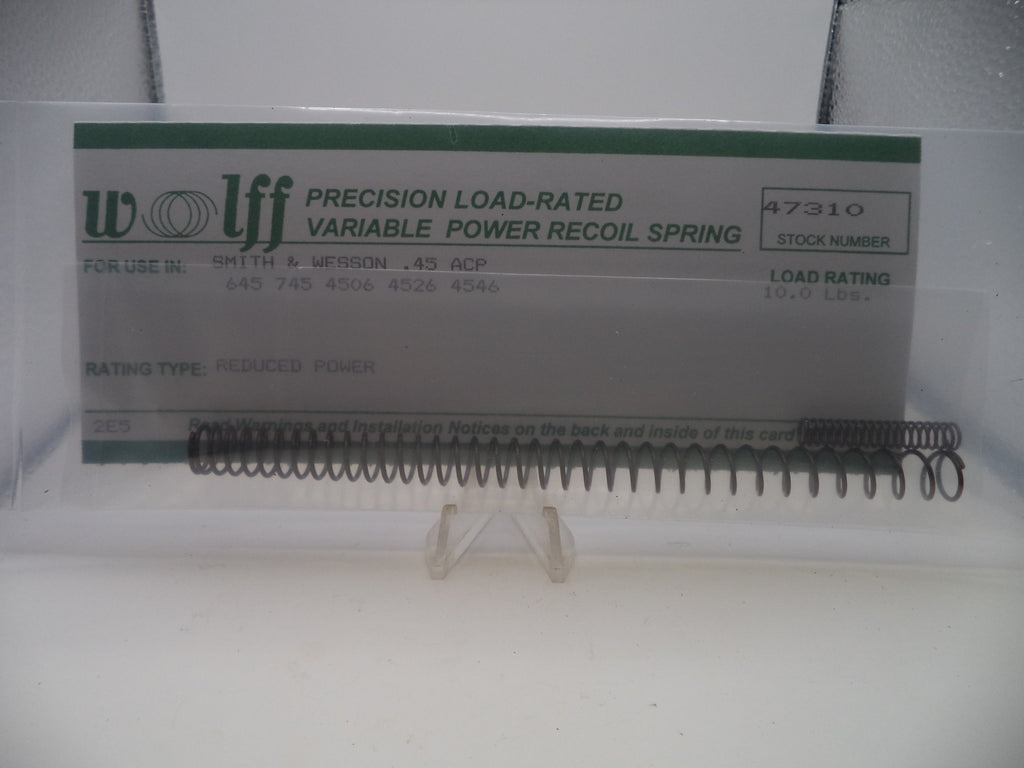 wolff PRECISION LOAD-RATED
VARIABLE POWER RECOIL SPRING
47310
STOCK NUMBER
FOR USE IN: SMITH & WESSON .45 ACP
645 745 4506 4526 4546
LOAD RATING
10.0 Lbs.
RATING TYPE: REDUCED POWER
2E5
Read Warnings and Installation Notices on the back and inside of this card